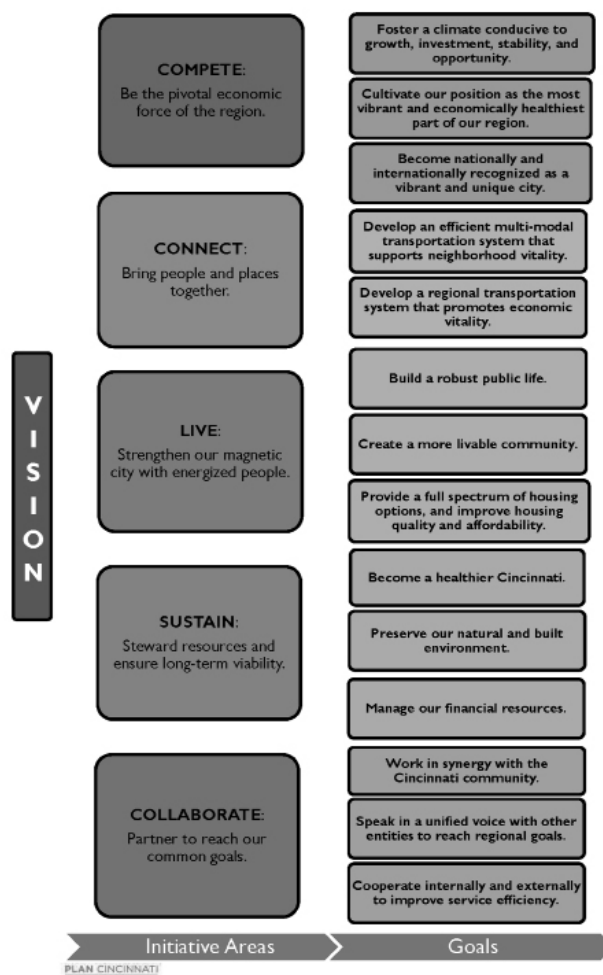 VISION
COMPETE:
Be the pivotal economic
force of the region.
Foster a climate conducive to
growth, investment, stability, and
opportunity.
Cultivate our position as the most
vibrant and economically healthiest
part of our region.
Become nationally and
internationally recognized as a
vibrant and unique city.
CONNECT:
Bring people and places
together.
Develop an efficient multi-modal
transportation system that
supports neighborhood vitality.
Develop a regional transportation
system that promotes economic
vitality.
LIVE:
Strengthen our magnetic
city with energized people.
Build a robust public life.
Create a more livable community.
Provide a full spectrum of housing
options, and improve housing
quality and affordability.
SUSTAIN:
Steward resources and
ensure long-term viability.
Become a healthier Cincinnati.
Preserve our natural and built
environment.
Manage our financial resources.
COLLABORATE:
Partner to reach our
common goals.
Work in synergy with the
Cincinnati community.
Speak in a unified voice with other
entities to reach regional goals.
Cooperate internally and externally
to improve service efficiency.
Initiative Areas
Goals
PLAN CINCINNATI